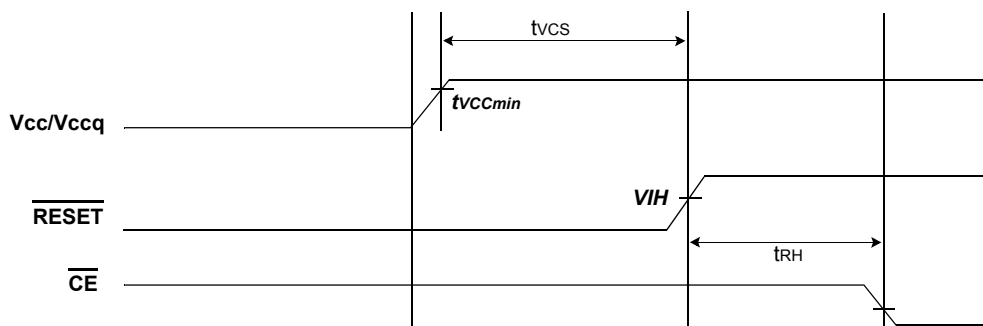 tVCS
tVCCmin
Vcc/Vccq
VIH
RESET
tRH
CE